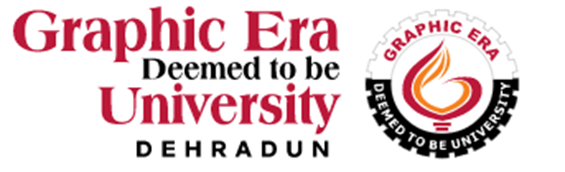 Graphic Era
Deemed to be
University
DEHRADUN
GRAPHIC ERA
DEEMED TO BE UNIVERSITY